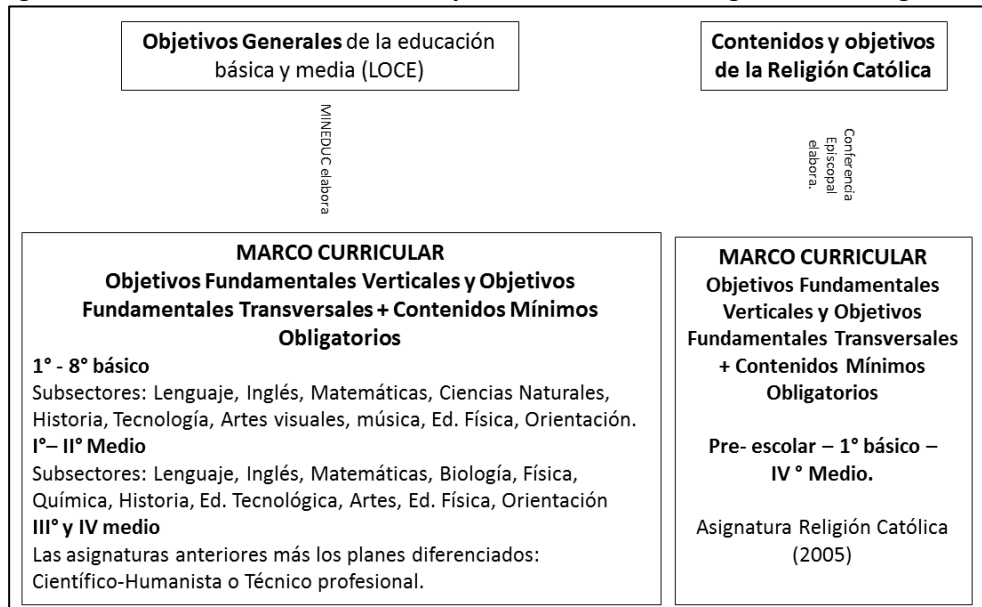 Objetivos Generales de la educación
básica y media (LOCE)
Contenidos y objetivos
de la Religión Católica
MINEDUC elabora
Conferencia
Episcopal
elabora.
MARCO CURRICULAR
Objetivos Fundamentales Verticales y Objetivos
Fundamentales Transversales + Contenidos Mínimos
Obligatorios
1° - 8° básico
Subsectores: Lenguaje, Inglés, Matemáticas, Ciencias Naturales,
Historia, Tecnología, Artes visuales, música, Ed. Física, Orientación.
I°– II° Medio
Subsectores: Lenguaje, Inglés, Matemáticas, Biología, Física,
Química, Historia, Ed. Tecnológica, Artes, Ed. Física, Orientación
III° y IV medio
Las asignaturas anteriores más los planes diferenciados:
Científico-Humanista o Técnico profesional.
MARCO CURRICULAR
Objetivos Fundamentales
Verticales y Objetivos
Fundamentales Transversales
+ Contenidos Mínimos
Obligatorios
Pre- escolar – 1° básico –
IV ° Medio.
Asignatura Religión Católica
(2005)